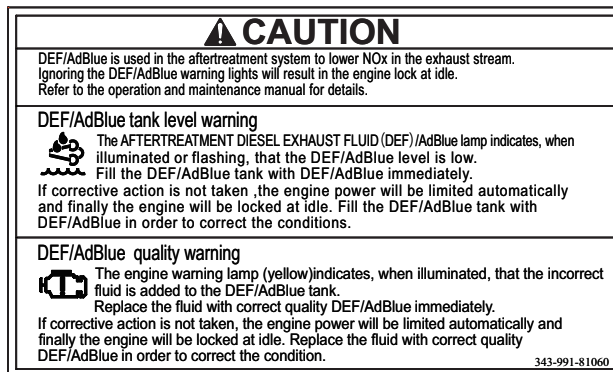 CAUTION
DEF/AdBlue is used in the aftertreatment system to lower NOx in the exhaust stream.
Ignoring the DEF/AdBlue warning lights will result in the engine lock at idle.
Refer to the operation and maintenance manual for details.
DEF/AdBlue tank level warning
The AFTERTREATMENT DIESEL EXHAUST FLUID(DEF)/AdBlue lamp indicates, when
illuminated or flashing, that the DEF/AdBlue level is low.
Fill the DEF/AdBlue tank with DEF/AdBlue immediately.
If corrective action is not taken ,the engine power will be limited automatically
and finally the engine will be locked at idle. Fill the DEF/AdBlue tank with
DEF/AdBlue in order to correct the conditions.
DEF/AdBlue quality warning
The engine warning lamp (yellow)indicates, when illuminated, that the incorrect
fluid is added to the DEF/AdBlue tank.
Replace the fluid with correct quality DEF/AdBlue immediately.
If corrective action is not taken, the engine power will be limited automatically and
finally the engine will be locked at idle. Replace the fluid with correct quality
DEF/AdBlue in order to correct the condition.
343-991-81060